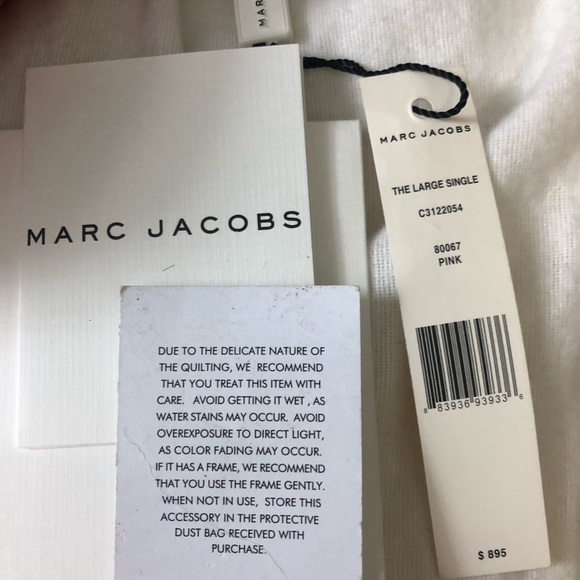 MAR
MARC JACOBS
MARC JACOBS
THE LARGE SINGLE
C3122054
80067
PINK
8 83936 93933 6
$ 895
DUE TO THE DELICATE NATURE OF
THE QUILTING, WE RECOMMEND
THAT YOU TREAT THIS ITEM WITH
CARE. AVOID GETTING IT WET , AS
WATER STAINS MAY OCCUR. AVOID
OVEREXPOSURE TO DIRECT LIGHT,
AS COLOR FADING MAY OCCUR.
IF IT HAS A FRAME, WE RECOMMEND
THAT YOU USE THE FRAME GENTLY.
WHEN NOT IN USE, STORE THIS
ACCESSORY IN THE PROTECTIVE
DUST BAG RECEIVED WITH
PURCHASE.